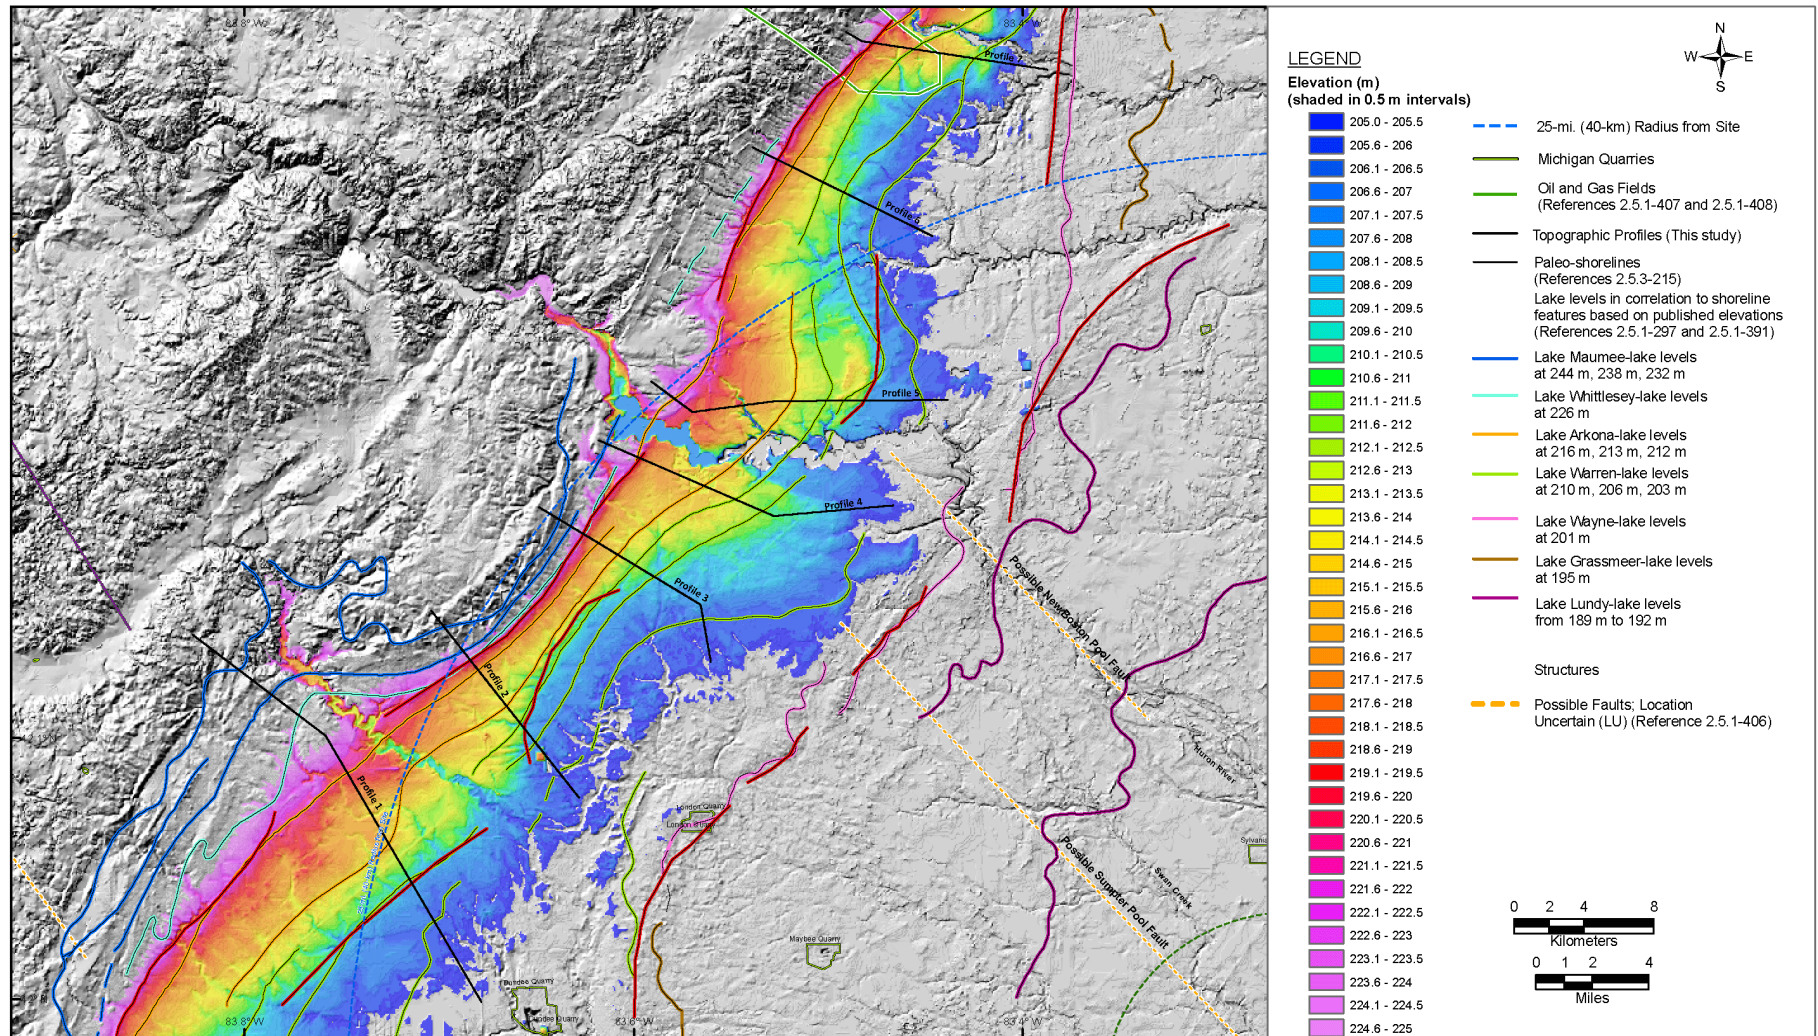 83.8° W
83.4° W
Profile 7
Profile 6
Profile 5
Profile 4
Profile 3
Profile 2
Profile 1
Possible New Boston Pool Fault
Possible Sumpter Pool Fault
Huron River
Swan Creek
Sylvania
London Quarry
London Quarry
Maybee Quarry
Dundee Quarry
Dundee Quarry
83.8° W
83.6° W
83.4° W
LEGEND
Elevation (m)
(shaded in 0.5 m intervals)
205.0 - 205.5
205.6 - 206
206.1 - 206.5
206.6 - 207
207.1 - 207.5
207.6 - 208
208.1 - 208.5
208.6 - 209
209.1 - 209.5
209.6 - 210
210.1 - 210.5
210.6 - 211
211.1 - 211.5
211.6 - 212
212.1 - 212.5
212.6 - 213
213.1 - 213.5
213.6 - 214
214.1 - 214.5
214.6 - 215
215.1 - 215.5
215.6 - 216
216.1 - 216.5
216.6 - 217
217.1 - 217.5
217.6 - 218
218.1 - 218.5
218.6 - 219
219.1 - 219.5
219.6 - 220
220.1 - 220.5
220.6 - 221
221.1 - 221.5
221.6 - 222
222.1 - 222.5
222.6 - 223
223.1 - 223.5
223.6 - 224
224.1 - 224.5
224.6 - 225
N
W E
S
25-mi. (40-km) Radius from Site
Michigan Quarries
Oil and Gas Fields
(References 2.5.1-407 and 2.5.1-408)
Topographic Profiles (This study)
Paleo-shorelines
(References 2.5.3-215)
Lake levels in correlation to shoreline
features based on published elevations
(References 2.5.1-297 and 2.5.1-391)
Lake Maumee-lake levels
at 244 m, 238 m, 232 m
Lake Whittlesey-lake levels
at 226 m
Lake Arkona-lake levels
at 216 m, 213 m, 212 m
Lake Warren-lake levels
at 210 m, 206 m, 203 m
Lake Wayne-lake levels
at 201 m
Lake Grassmeer-lake levels
at 195 m
Lake Lundy-lake levels
from 189 m to 192 m
Structures
Possible Faults; Location
Uncertain (LU) (Reference 2.5.1-406)
0 2 4 8
Kilometers
0 1 2 4
Miles